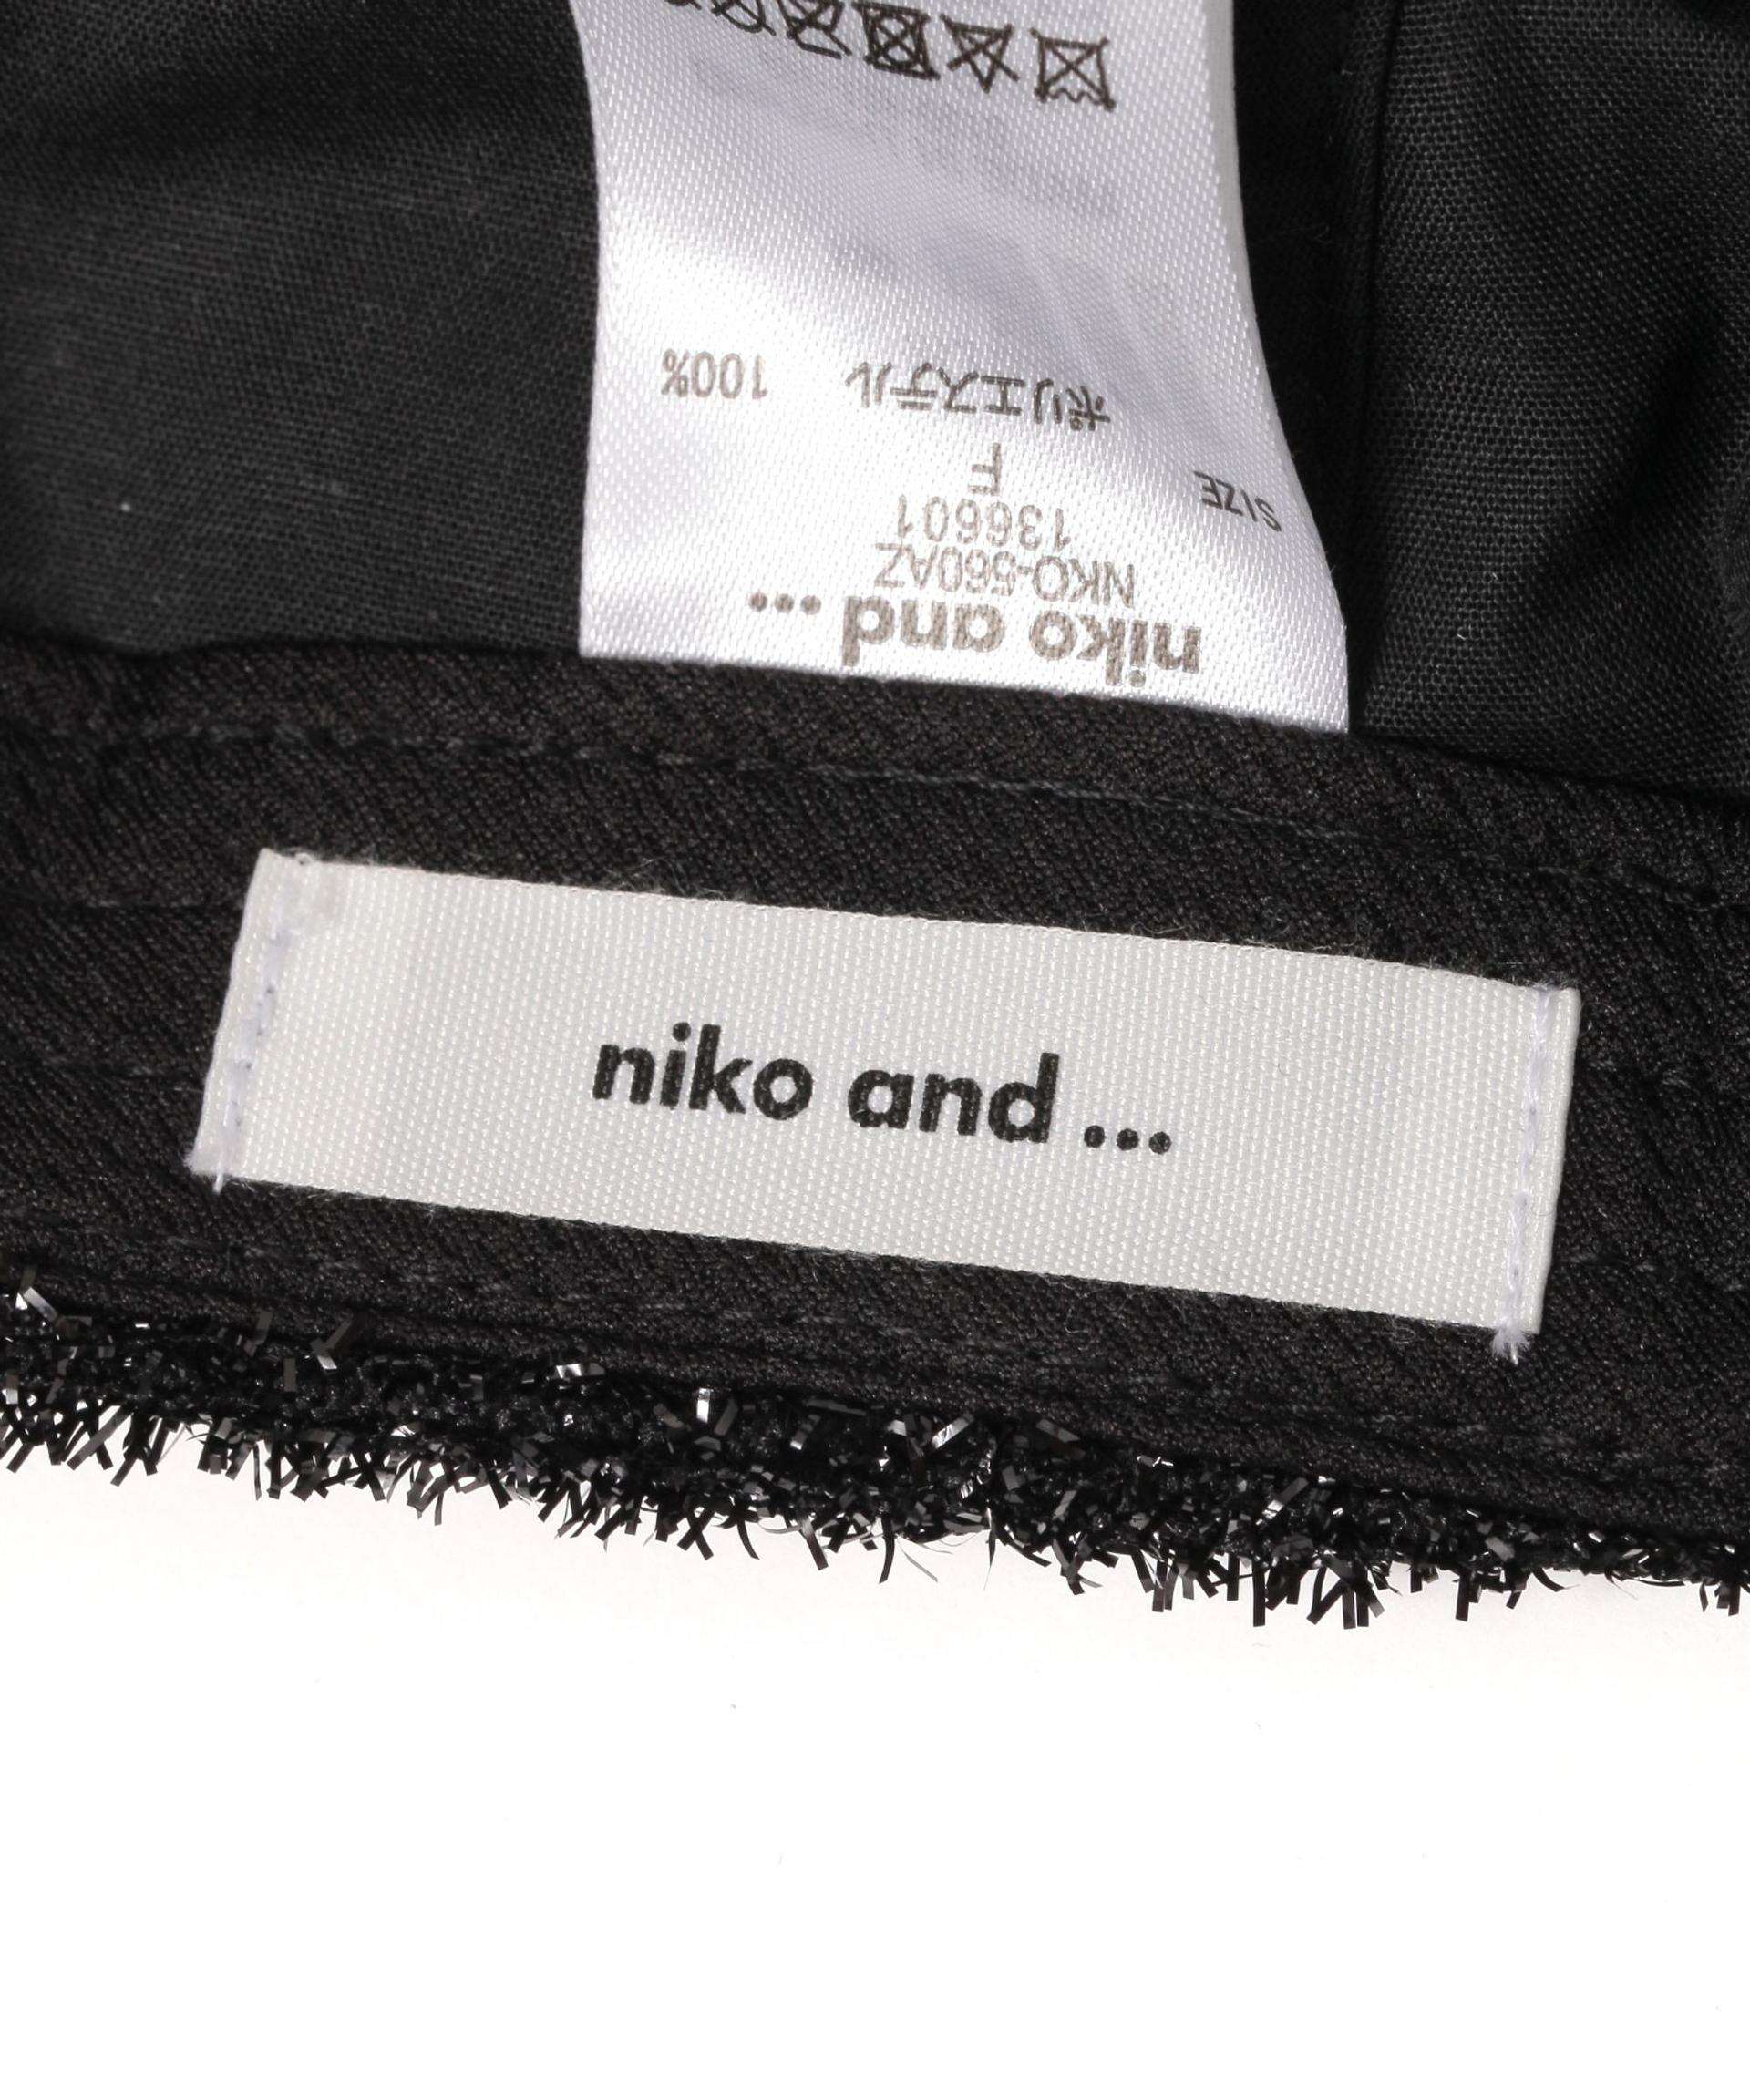 niko and ...
NKO-560AZ
136601
SIZE F
ポリエステル 100%
niko and ...